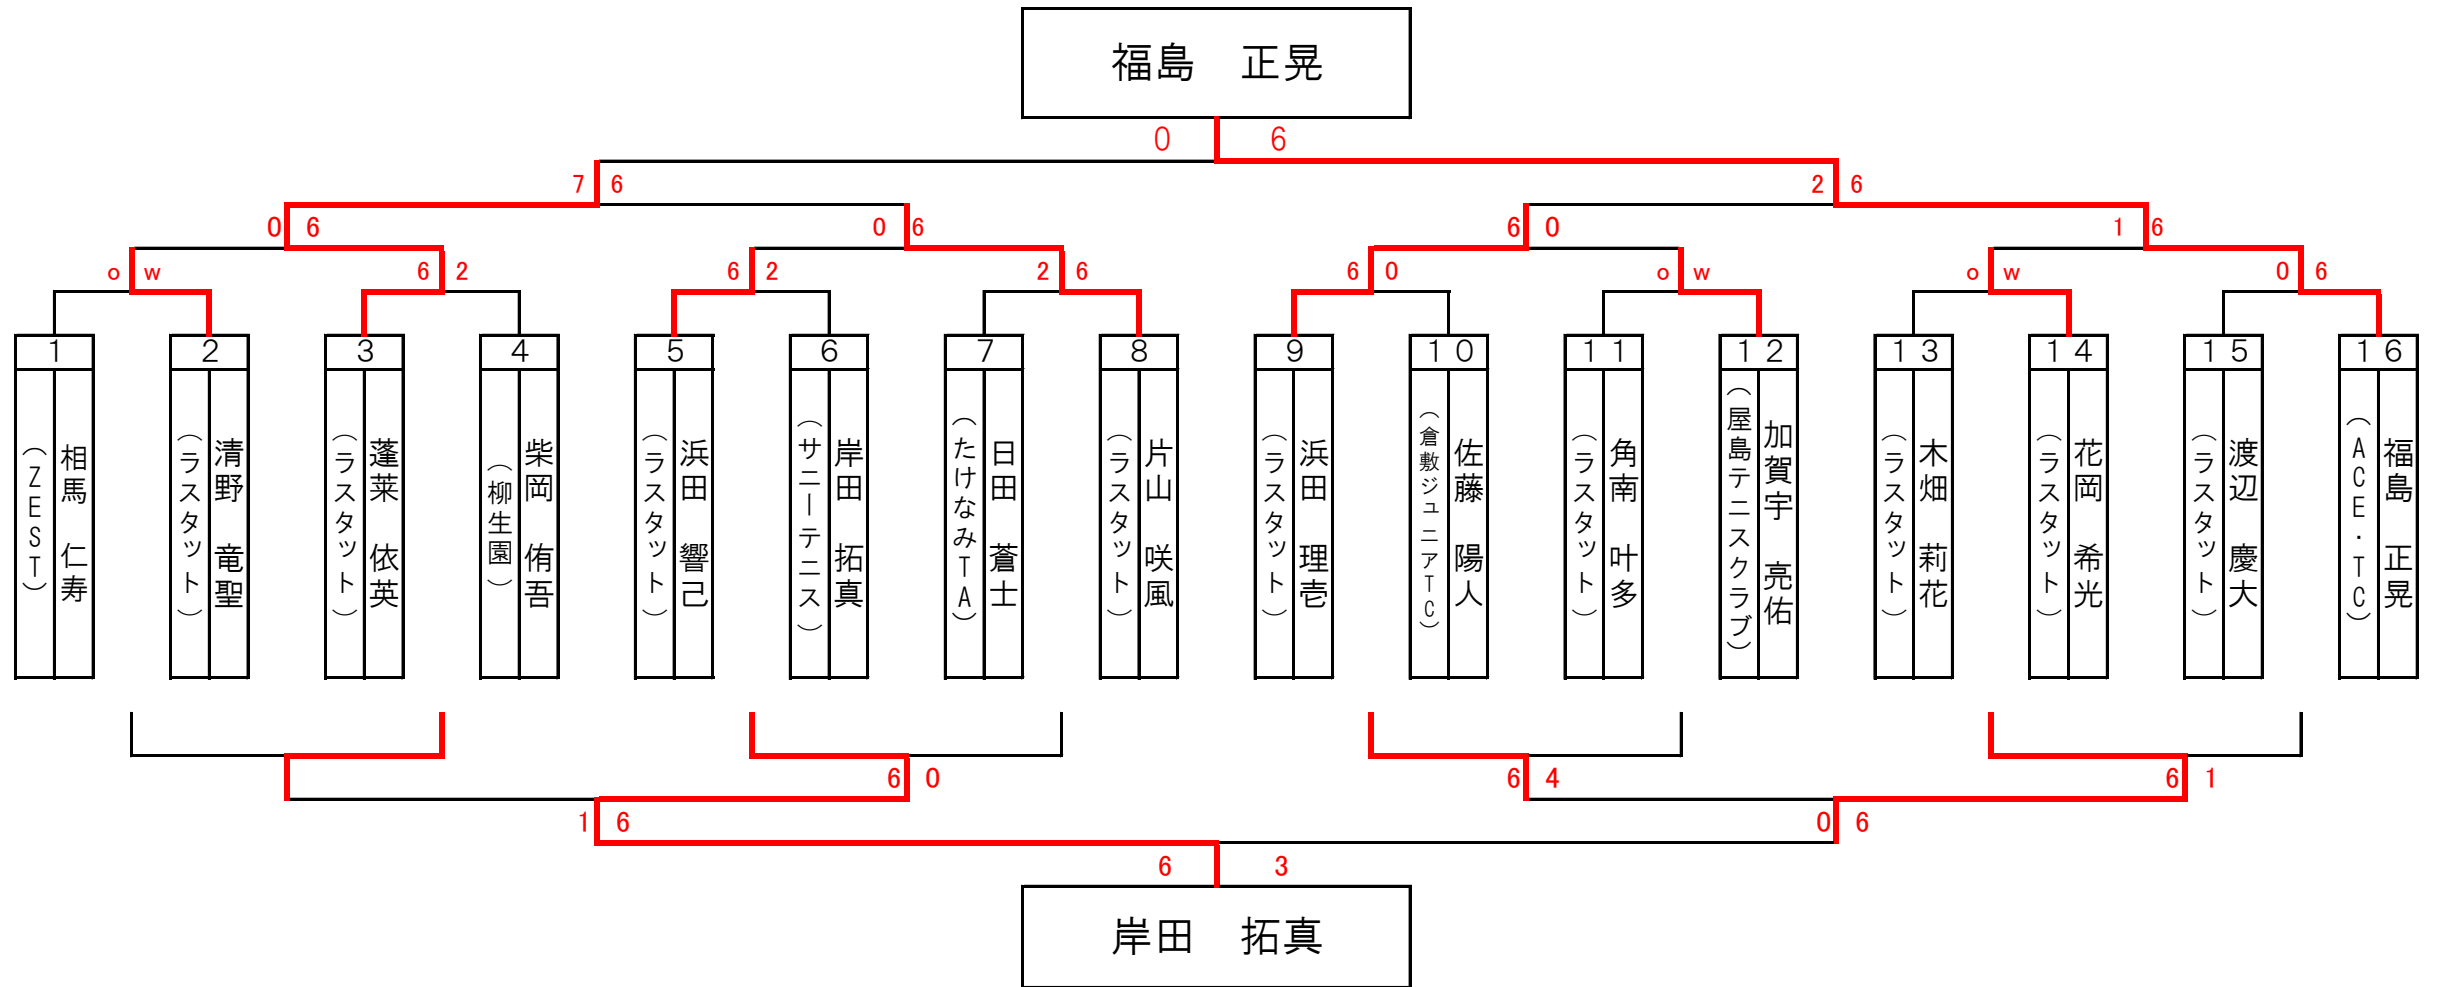 福島　正晃
0 6
7 6 2 6
0 6 0 6 6 0 1 6
o w 6 2 6 2 2 6 6 0 o w o w 0 6
1 2 3 4 5 6 7 8 9 10 11 12 13 14 15 16
相馬　仁寿
（ZEST）
清野　竜聖
（ラスタット）
蓬莱　依英
（ラスタット）
柴岡　侑吾
（柳生園）
浜田　響己
（ラスタット）
岸田　拓真
（サニーテニス）
日田　蒼士
（たけなみTA）
片山　咲風
（ラスタット）
浜田　理壱
（ラスタット）
佐藤　陽人
（倉敷ジュニアTC）
角南　叶多
（ラスタット）
加賀宇　亮佑
（屋島テニスクラブ）
木畑　莉花
（ラスタット）
花岡　希光
（ラスタット）
渡辺　慶大
（ラスタット）
福島　正晃
（ACE・TC）
6 0 6 4 6 1
1 6 0 6
6 3
岸田　拓真